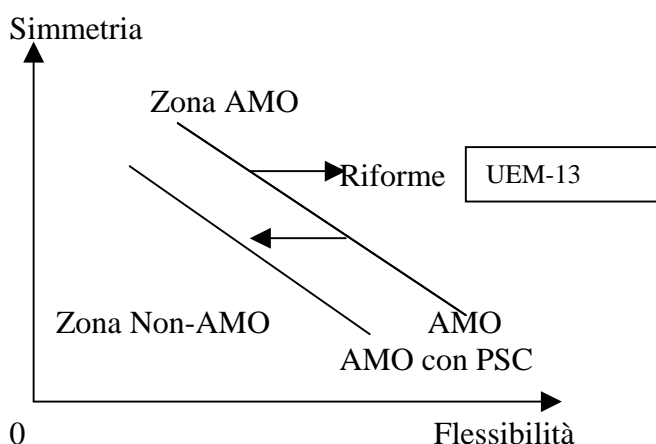 Simmetria
Zona AMO
Riforme
UEM-13
Zona Non-AMO
AMO
AMO con PSC
0
Flessibilità